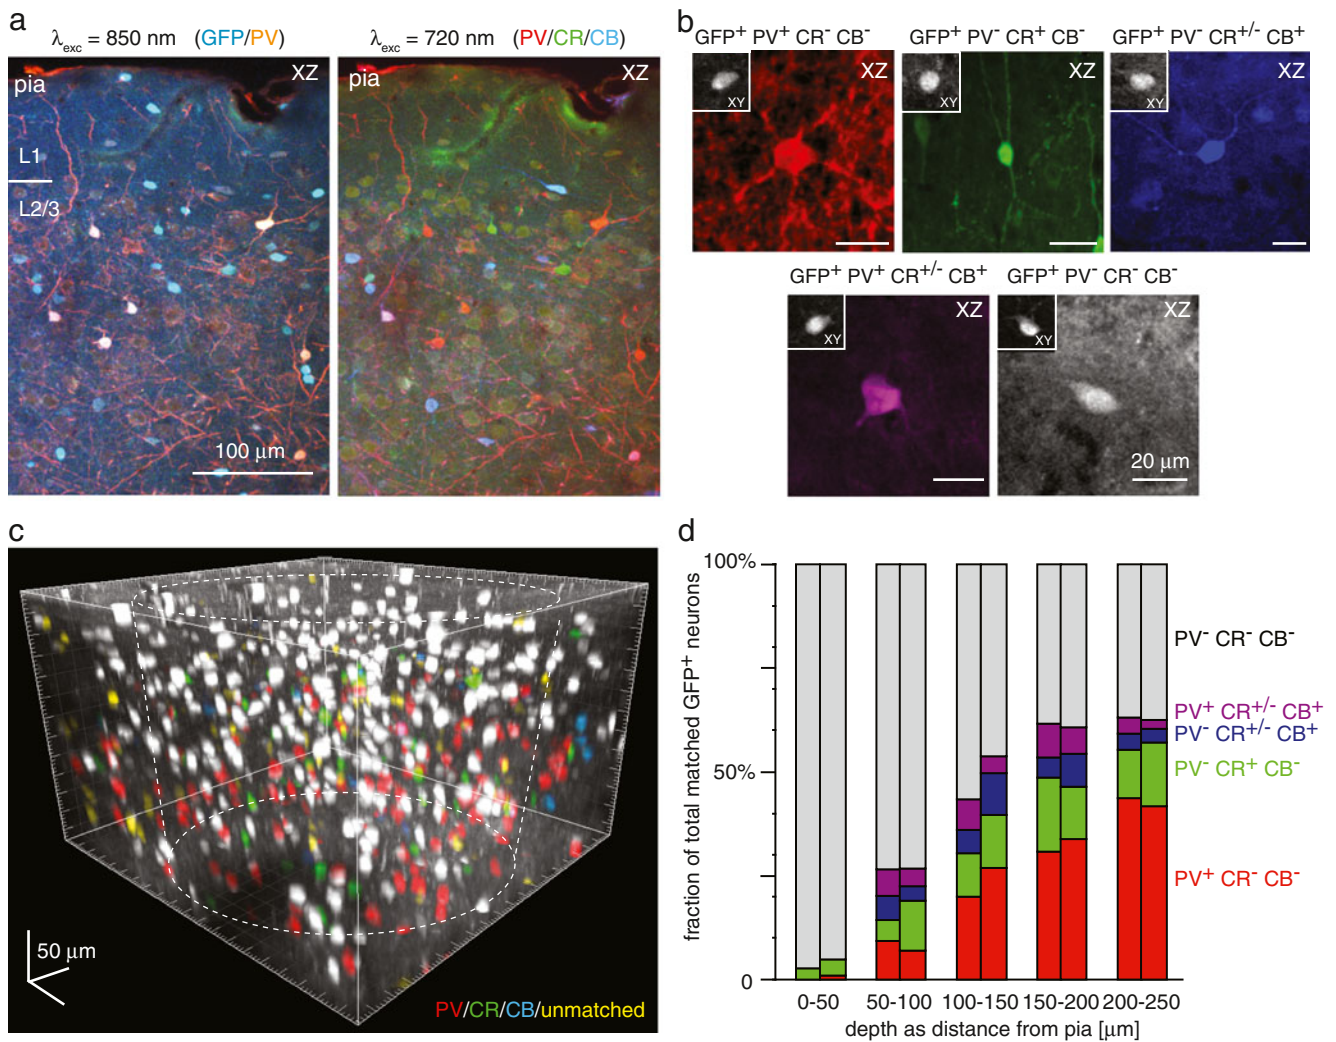 a
λexc = 850 nm (GFP/PV)
λexc = 720 nm (PV/CR/CB)
pia
XZ
L1
L2/3
100 μm
pia
XZ
b
GFP⁺ PV⁺ CR⁻ CB⁻
GFP⁺ PV⁻ CR⁺ CB⁻
GFP⁺ PV⁻ CR⁺/⁻ CB⁺
XY
XZ
XY
XZ
XY
XZ
GFP⁺ PV⁺ CR⁺/⁻ CB⁺
GFP⁺ PV⁻ CR⁻ CB⁻
XY
XZ
XY
XZ
20 μm
c
50 μm
PV/CR/CB/unmatched
d
fraction of total matched GFP⁺ neurons
100%
50%
0
PV⁻ CR⁻ CB⁻
PV⁺ CR⁺/⁻ CB⁺
PV⁻ CR⁺/⁻ CB⁺
PV⁻ CR⁺ CB⁻
PV⁺ CR⁻ CB⁻
0-50
50-100
100-150
150-200
200-250
depth as distance from pia [μm]